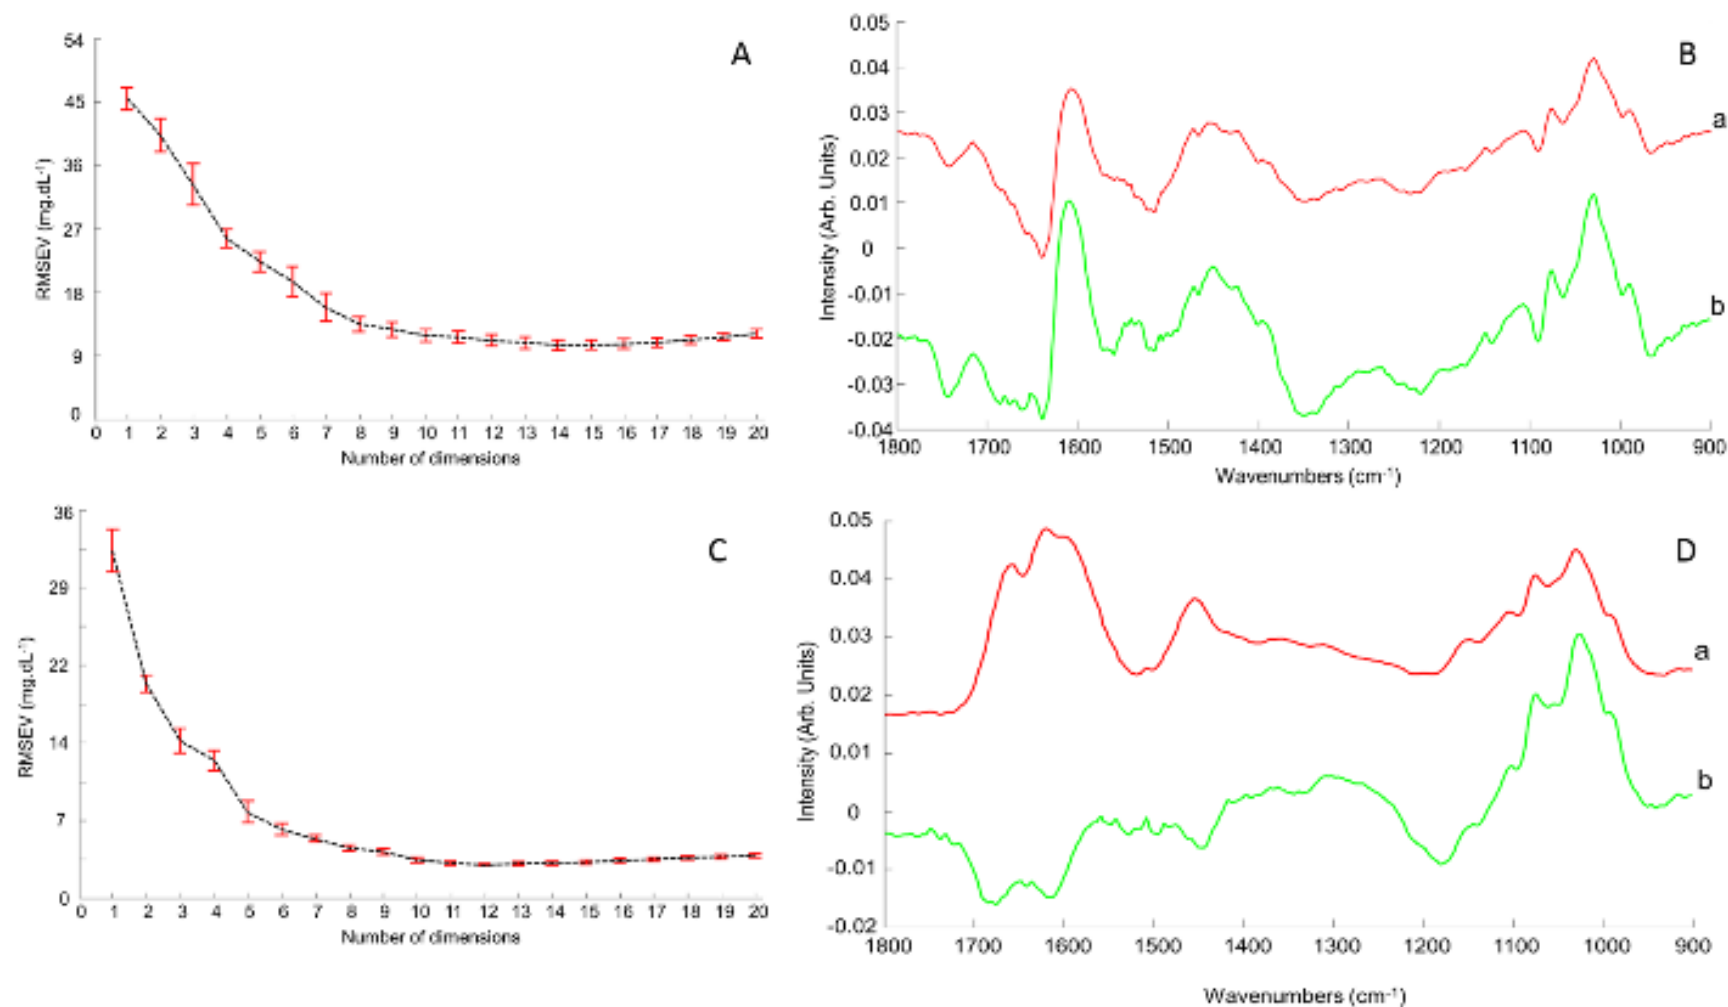 A
54
45
36
27
18
9
0
RMSEV (mg.dL-1)
0 1 2 3 4 5 6 7 8 9 10 11 12 13 14 15 16 17 18 19 20
Number of dimensions
B
0.05
0.04
0.03
0.02
0.01
0
-0.01
-0.02
-0.03
-0.04
Intensity (Arb. Units)
a
b
1800 1700 1600 1500 1400 1300 1200 1100 1000 900
Wavenumbers (cm-1)
C
36
29
22
14
7
0
RMSEV (mg.dL-1)
0 1 2 3 4 5 6 7 8 9 10 11 12 13 14 15 16 17 18 19 20
Number of dimensions
D
0.05
0.04
0.03
0.02
0.01
0
-0.01
-0.02
Intensity (Arb. Units)
a
b
1800 1700 1600 1500 1400 1300 1200 1100 1000 900
Wavenumbers (cm-1)